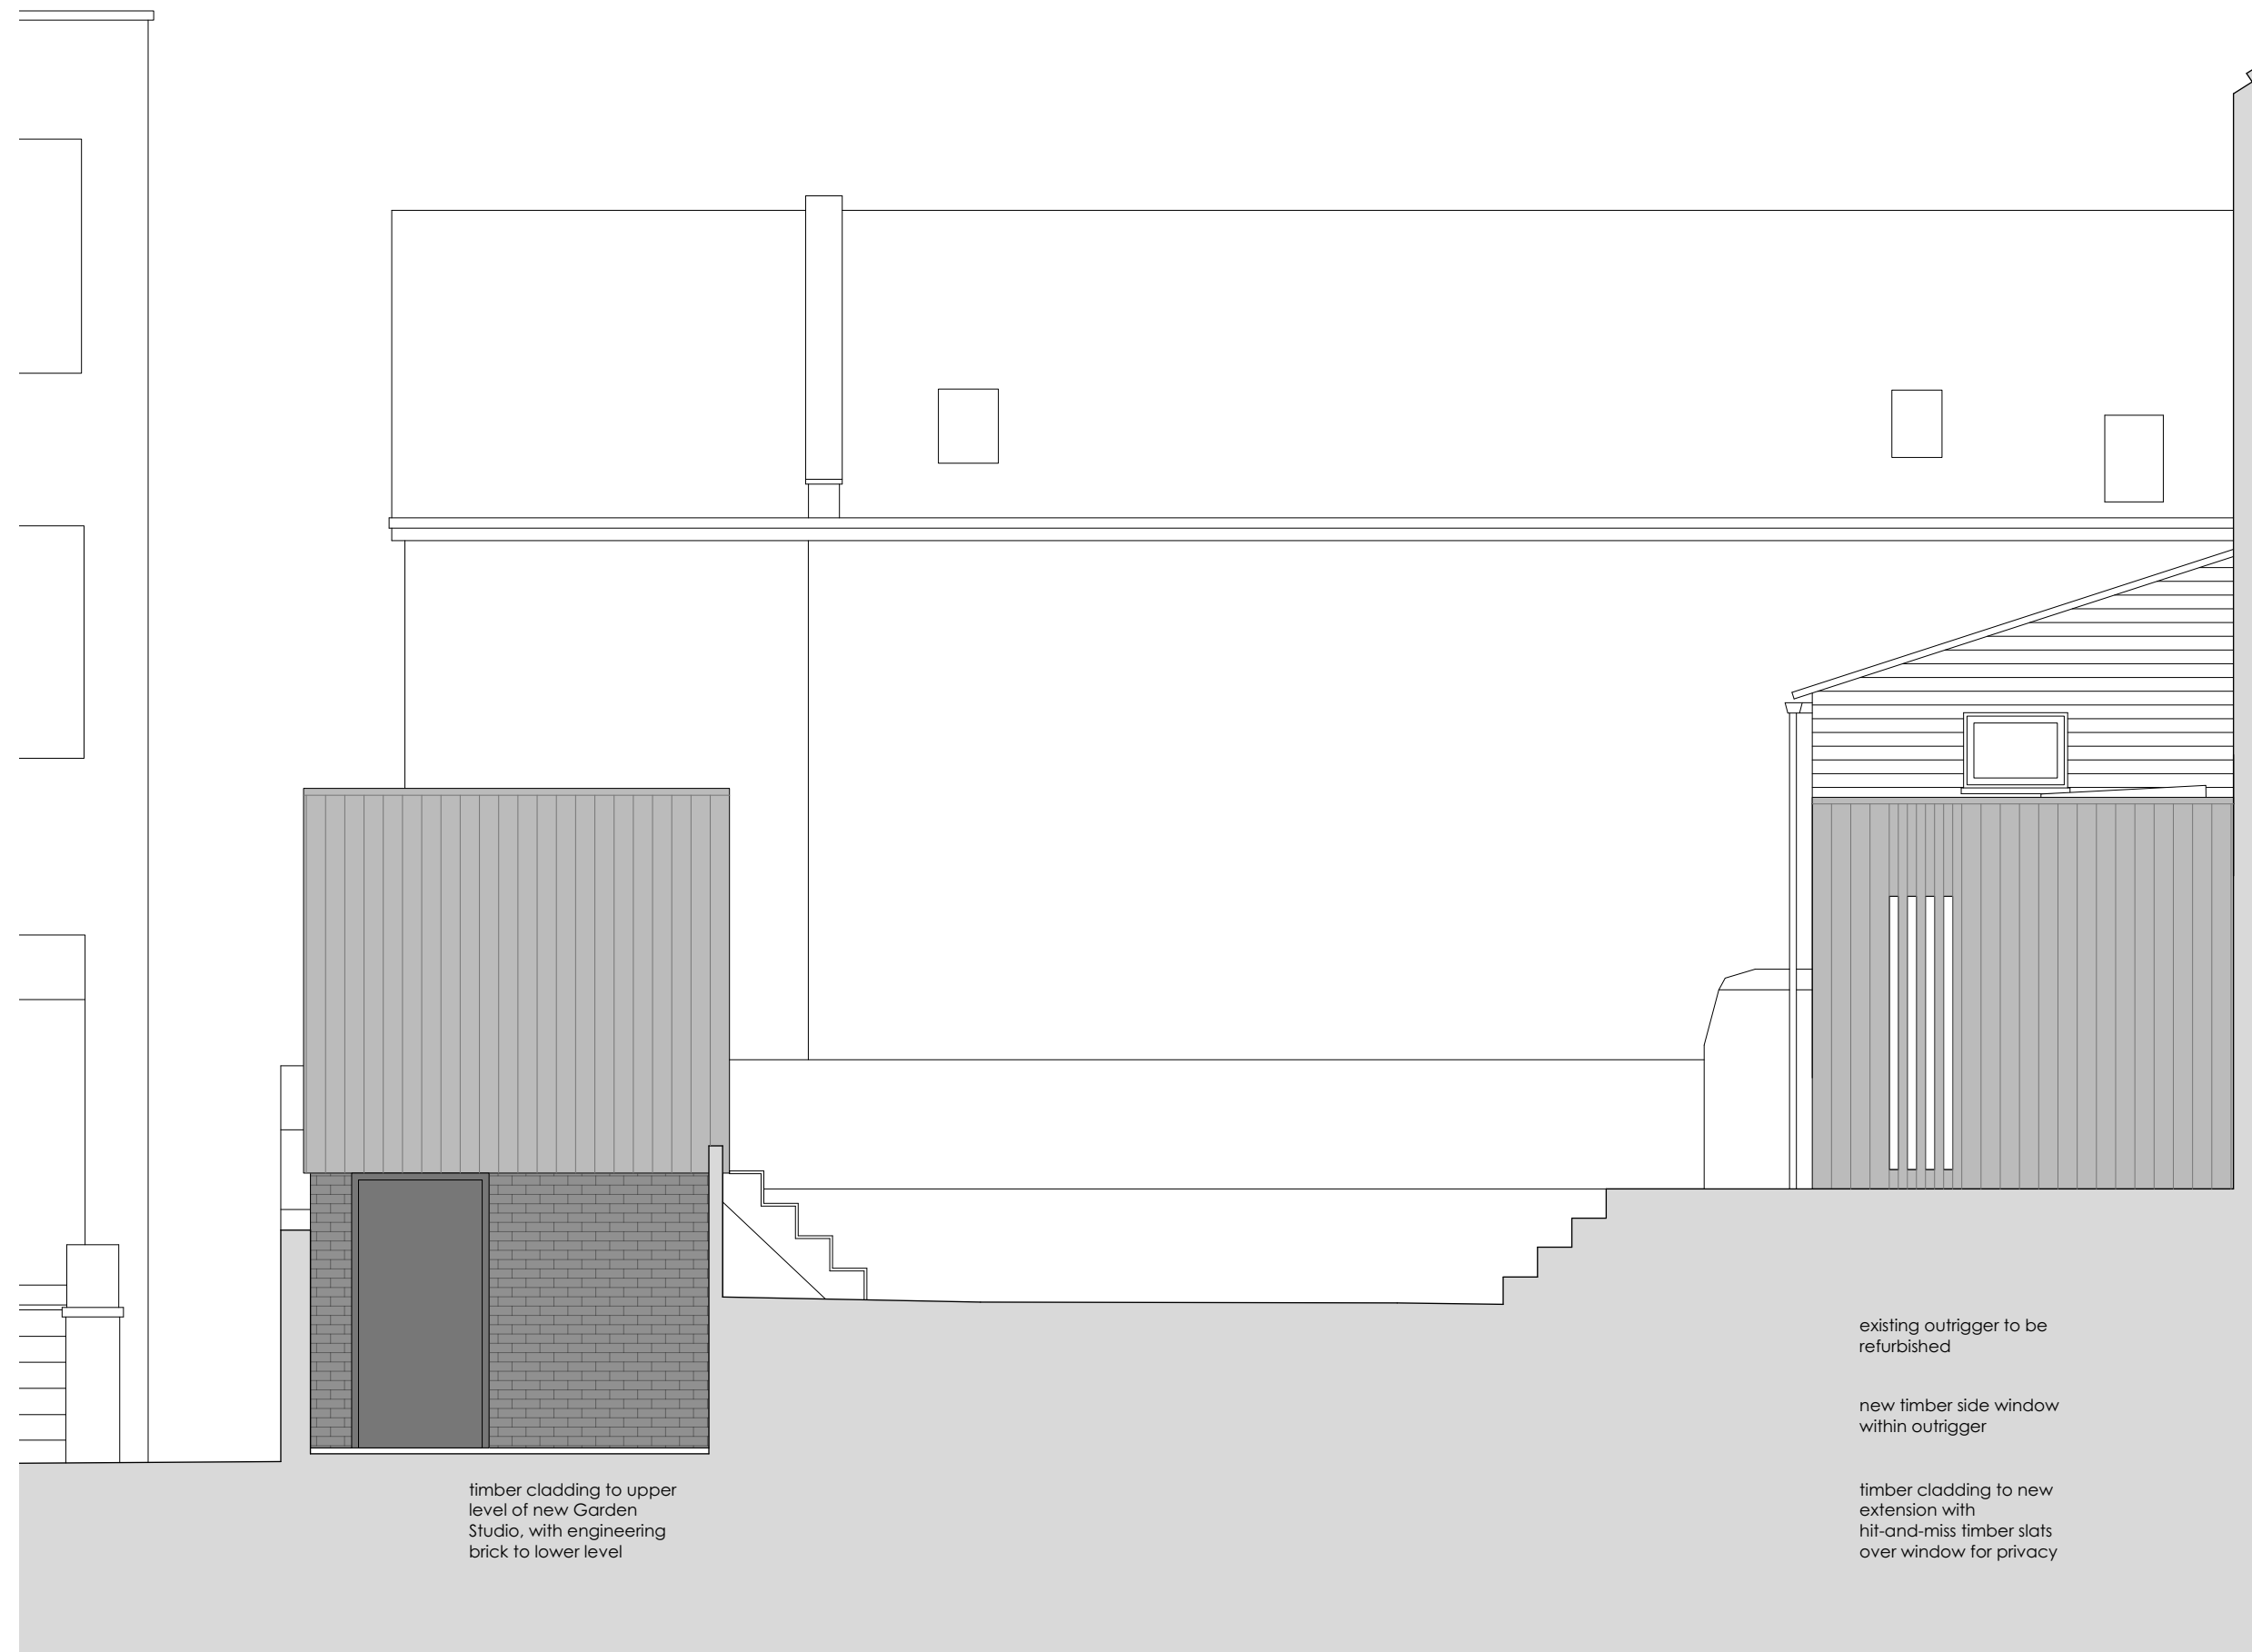 existing outrigger to be
refurbished
new timber side window
within outrigger
timber cladding to upper
level of new Garden
Studio, with engineering
brick to lower level
timber cladding to new
extension with
hit-and-miss timber slats
over window for privacy